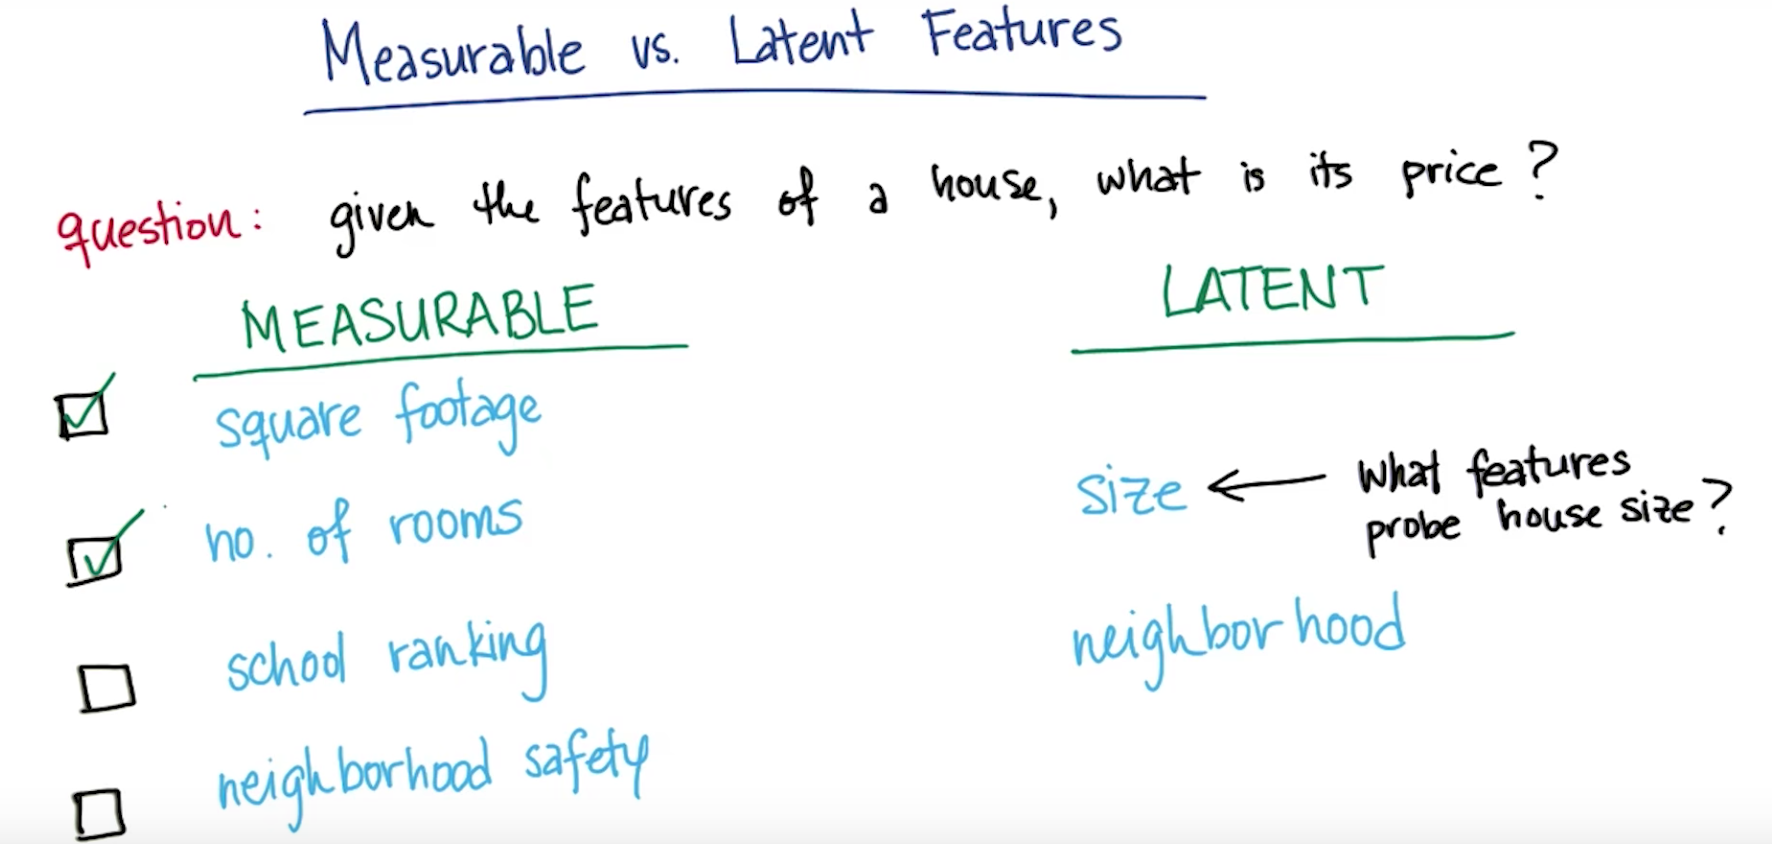 Measurable vs. Latent Features
question: given the features of a house, what is its price?
MEASURABLE
square footage
no. of rooms
school ranking
neighborhood safety
LATENT
size ← What features
probe house size?
neighborhood